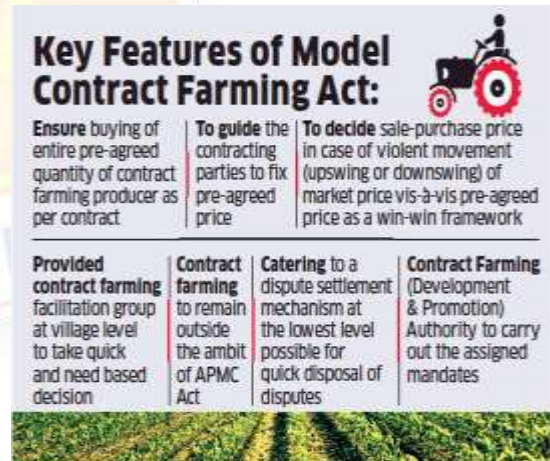 Key Features of Model
Contract Farming Act:
Ensure buying of
entire pre-agreed
quantity of contract
farming producer as
per contract
To guide the
contracting
parties to fix
pre-agreed
price
To decide sale-purchase price
in case of violent movement
(upswing or downswing) of
market price vis-à-vis pre-agreed
price as a win-win framework
Provided
contract farming
facilitation group
at village level
to take quick
and need based
decision
Contract
farming
to remain
outside
the ambit
of APMC
Act
Catering to a
dispute settlement
mechanism at
the lowest level
possible for
quick disposal of
disputes
Contract Farming
(Development
& Promotion)
Authority to carry
out the assigned
mandates